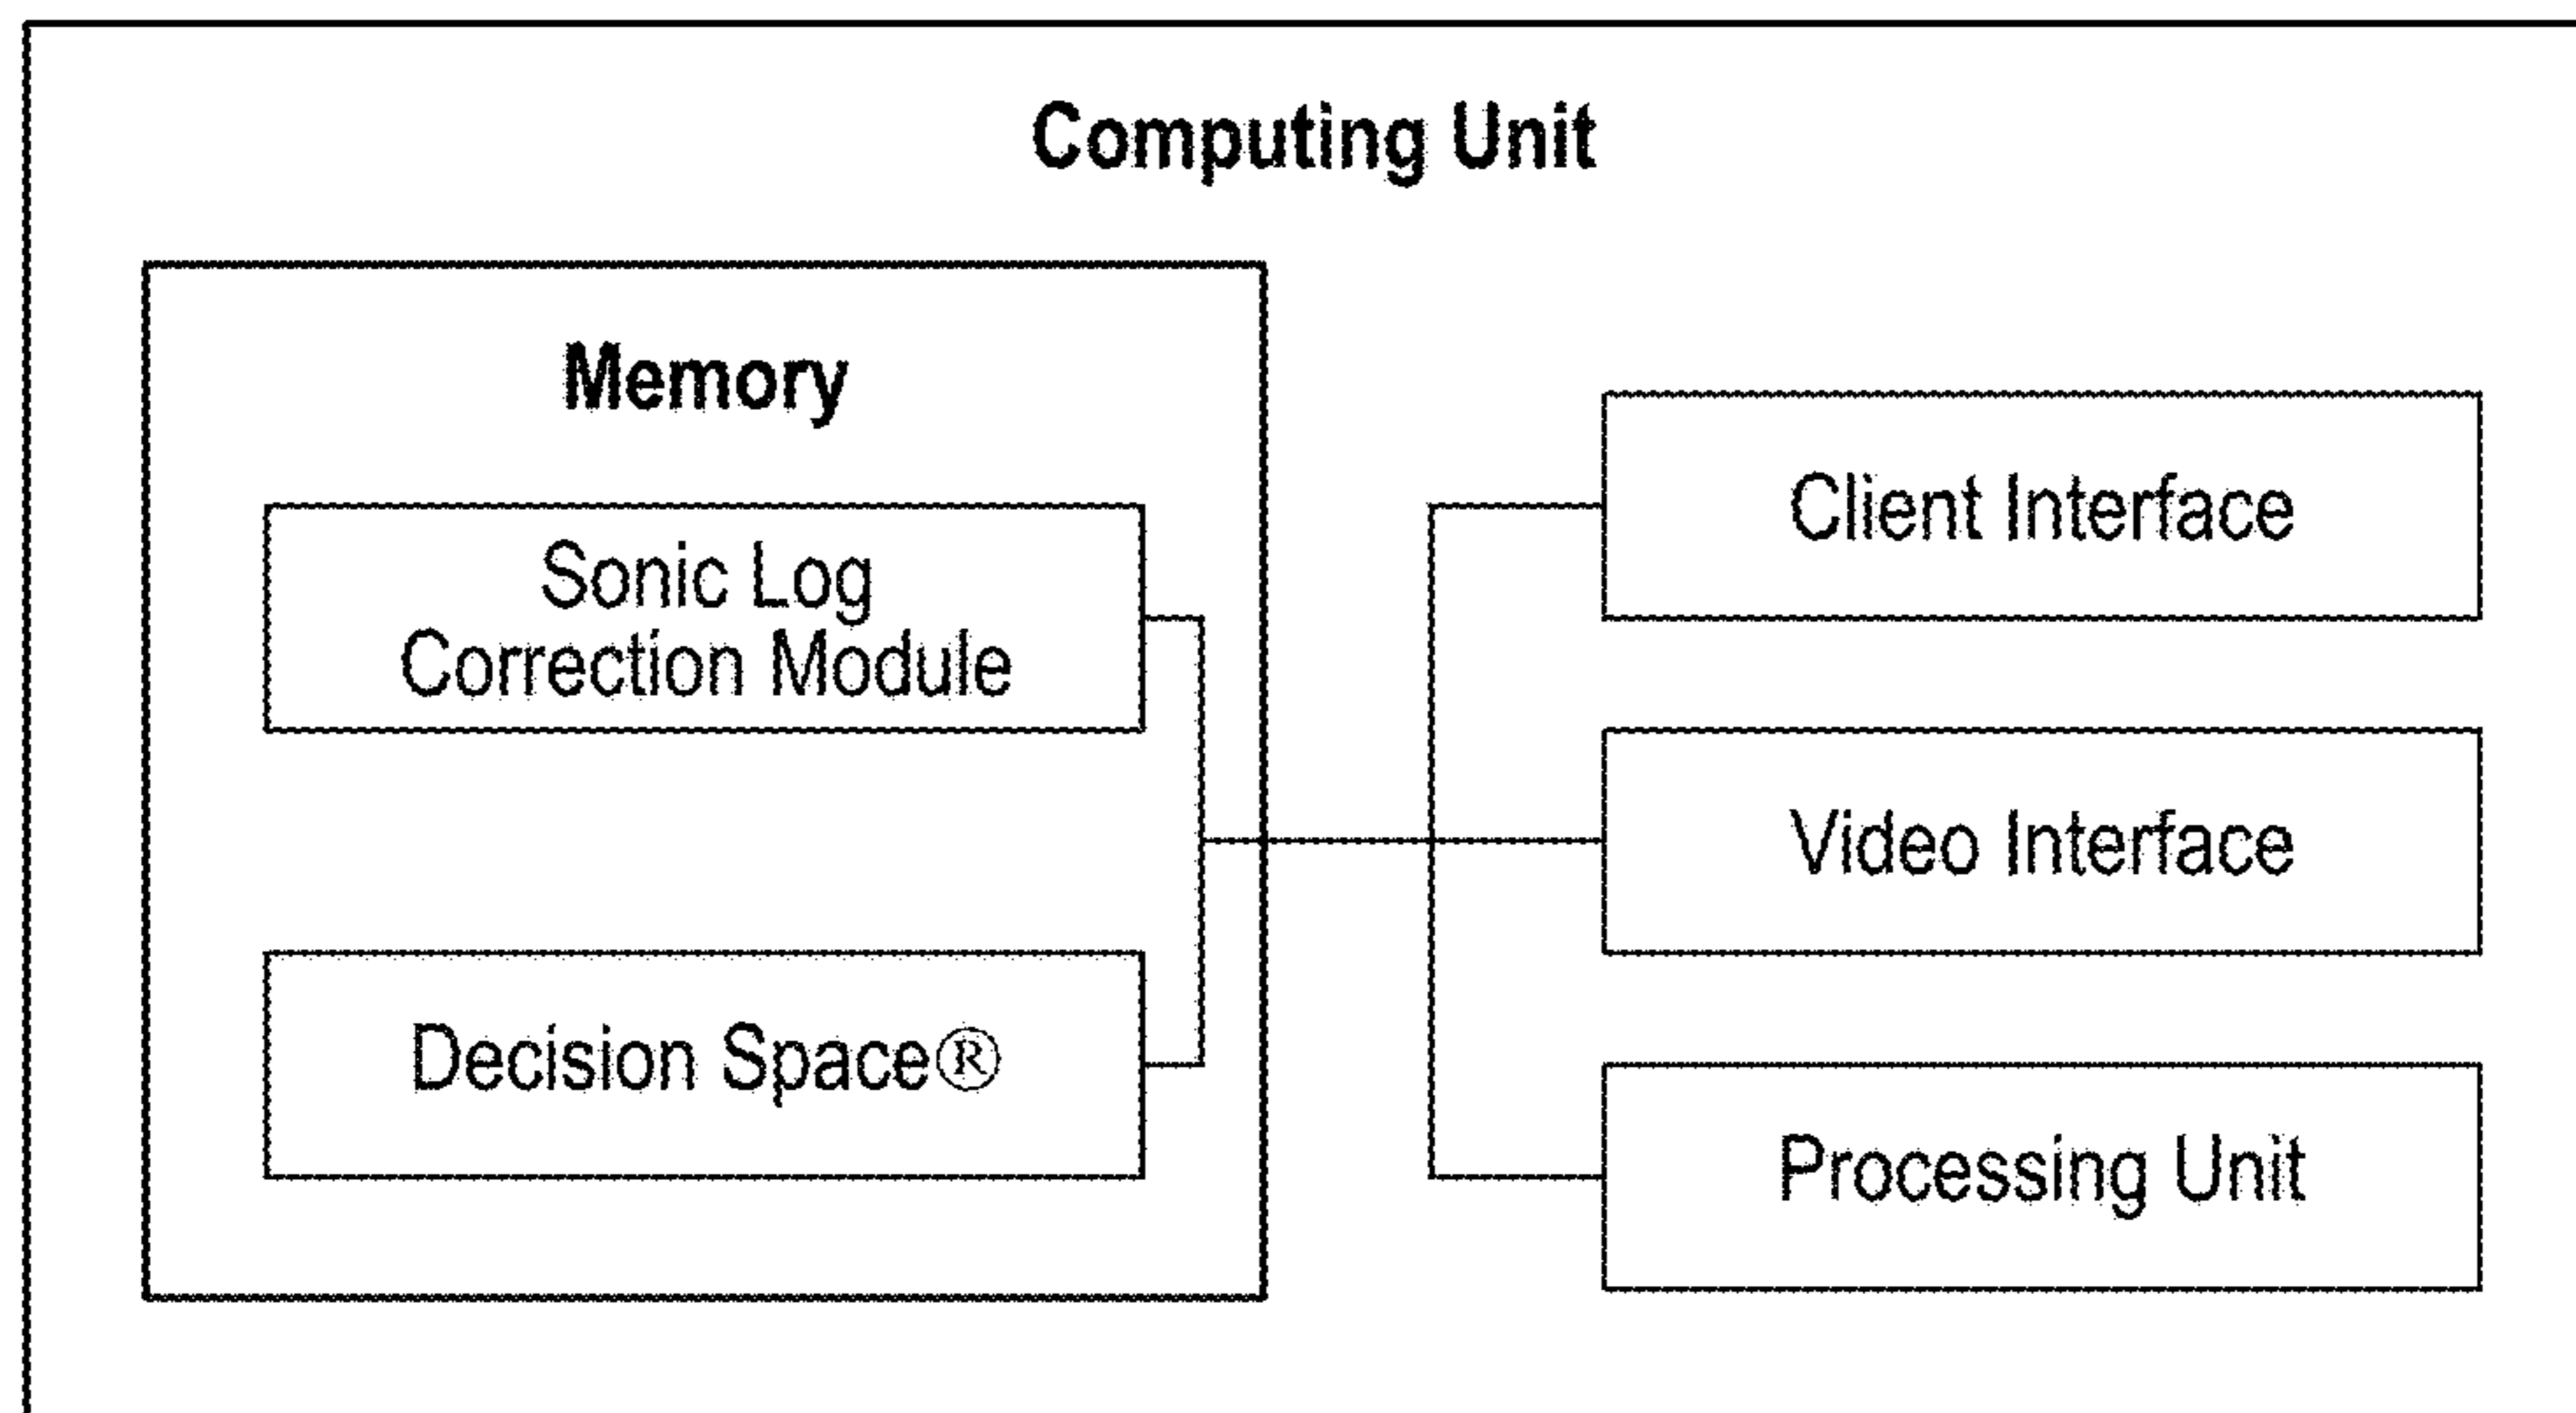 Computing Unit
Memory
Sonic Log
Correction Module
Decision Space®
Client Interface
Video Interface
Processing Unit